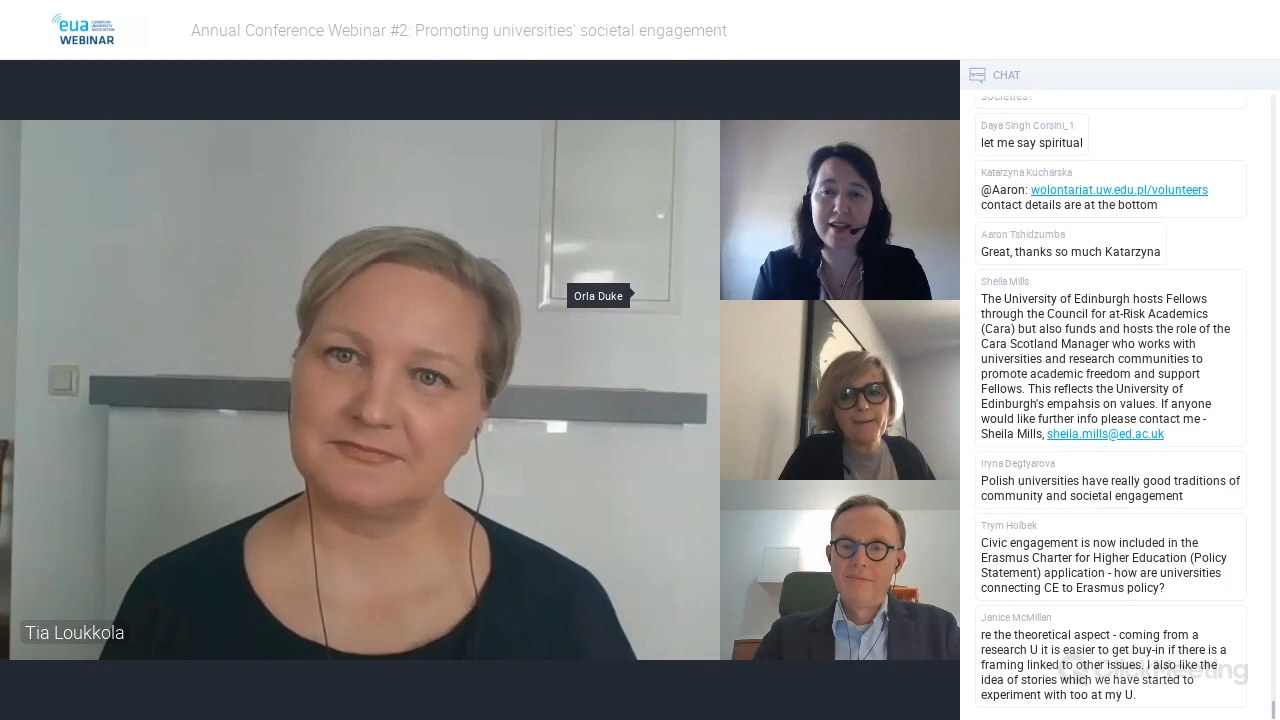 eua EUROPEAN UNIVERSITY ASSOCIATION
WEBINAR
Annual Conference Webinar #2: Promoting universities' societal engagement
CHAT
societies?
Daya Singh Corsini_1
let me say spiritual
Katarzyna Kucharska
@Aaron: wolontariat.uw.edu.pl/volunteers
contact details are at the bottom
Aaron Tshidzumba
Great, thanks so much Katarzyna
Sheila Mills
The University of Edinburgh hosts Fellows
through the Council for at-Risk Academics
(Cara) but also funds and hosts the role of the
Cara Scotland Manager who works with
universities and research communities to
promote academic freedom and support
Fellows. This reflects the University of
Edinburgh's empahsis on values. If anyone
would like further info please contact me -
Sheila Mills, sheila.mills@ed.ac.uk
Iryna Degtyarova
Polish universities have really good traditions of
community and societal engagement
Trym Holbek
Civic engagement is now included in the
Erasmus Charter for Higher Education (Policy
Statement) application - how are universities
connecting CE to Erasmus policy?
Janice McMillan
re the theoretical aspect - coming from a
research U it is easier to get buy-in if there is a
framing linked to other issues. I also like the
idea of stories which we have started to
experiment with too at my U.
ClickMeeting
Orla Duke
Tia Loukkola